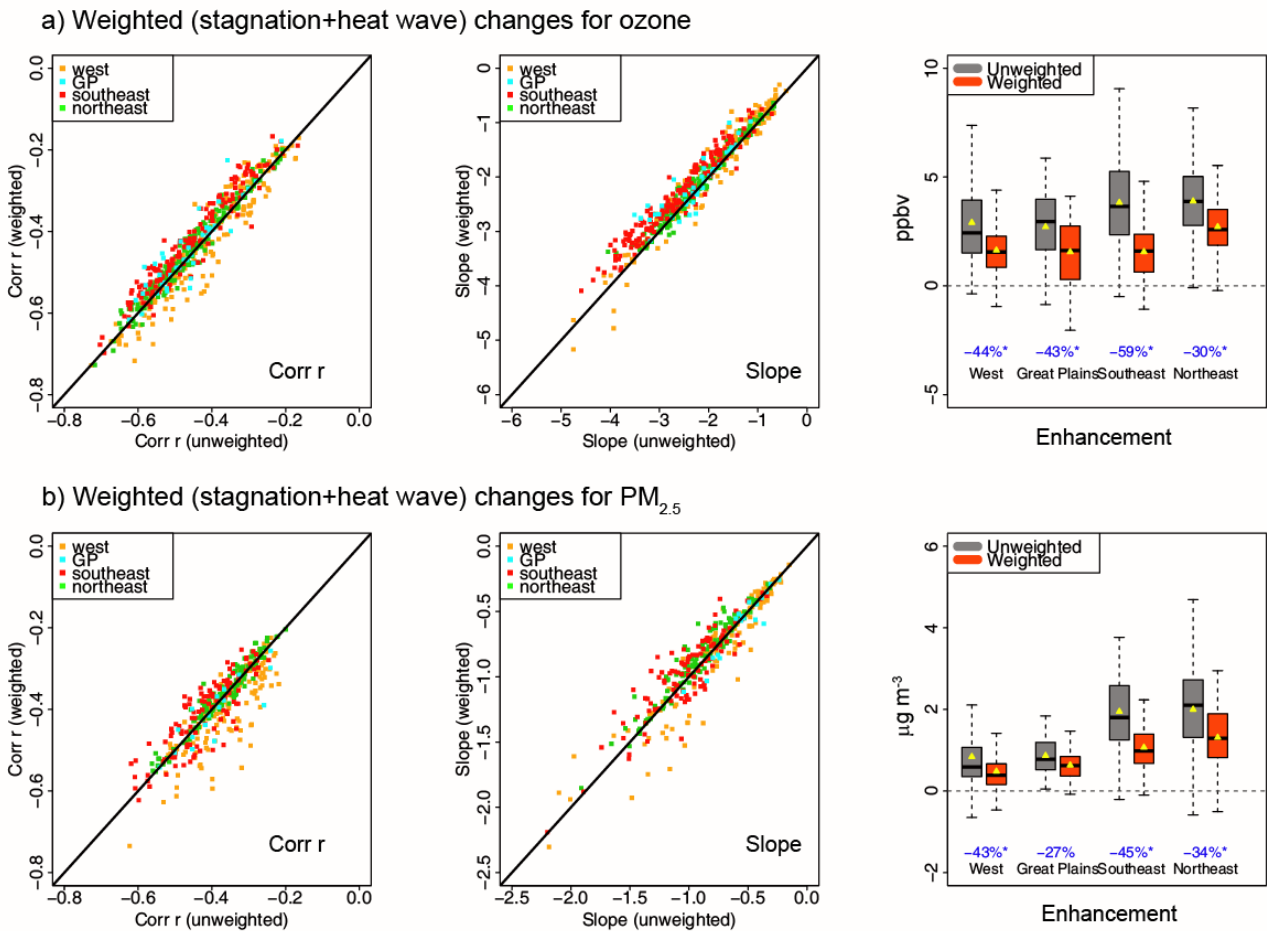 a) Weighted (stagnation+heat wave) changes for ozone
west
GP
southeast
northeast
Corr r (weighted)
0.0
−0.2
−0.4
−0.6
−0.8
Corr r
−0.8 −0.6 −0.4 −0.2 0.0
Corr r (unweighted)
west
GP
southeast
northeast
Slope (weighted)
0
−1
−2
−3
−4
−5
−6
Slope
−6 −5 −4 −3 −2 −1 0
Slope (unweighted)
Unweighted
Weighted
ppbv
10
5
0
−5
−44%* −43%* −59%* −30%*
West Great Plains Southeast Northeast
Enhancement
b) Weighted (stagnation+heat wave) changes for PM2.5
west
GP
southeast
northeast
Corr r (weighted)
0.0
−0.2
−0.4
−0.6
−0.8
Corr r
−0.8 −0.6 −0.4 −0.2 0.0
Corr r (unweighted)
west
GP
southeast
northeast
Slope (weighted)
0.0
−0.5
−1.0
−1.5
−2.0
−2.5
Slope
−2.5 −2.0 −1.5 −1.0 −0.5 0.0
Slope (unweighted)
Unweighted
Weighted
μg m-3
6
4
2
0
−2
−43%* −27% −45%* −34%*
West Great Plains Southeast Northeast
Enhancement